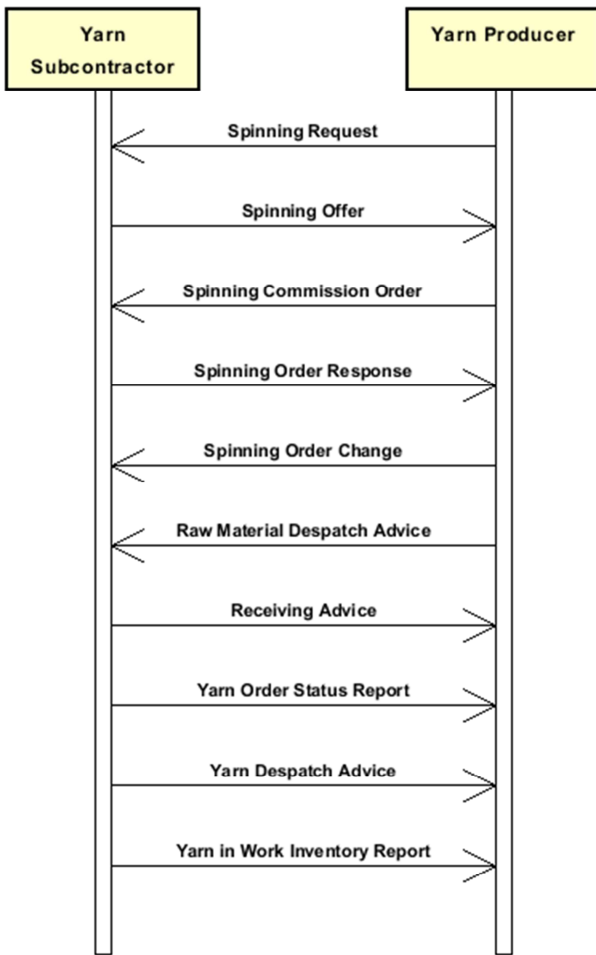 Yarn
Subcontractor
Yarn Producer
Spinning Request
Spinning Offer
Spinning Commission Order
Spinning Order Response
Spinning Order Change
Raw Material Despatch Advice
Receiving Advice
Yarn Order Status Report
Yarn Despatch Advice
Yarn in Work Inventory Report